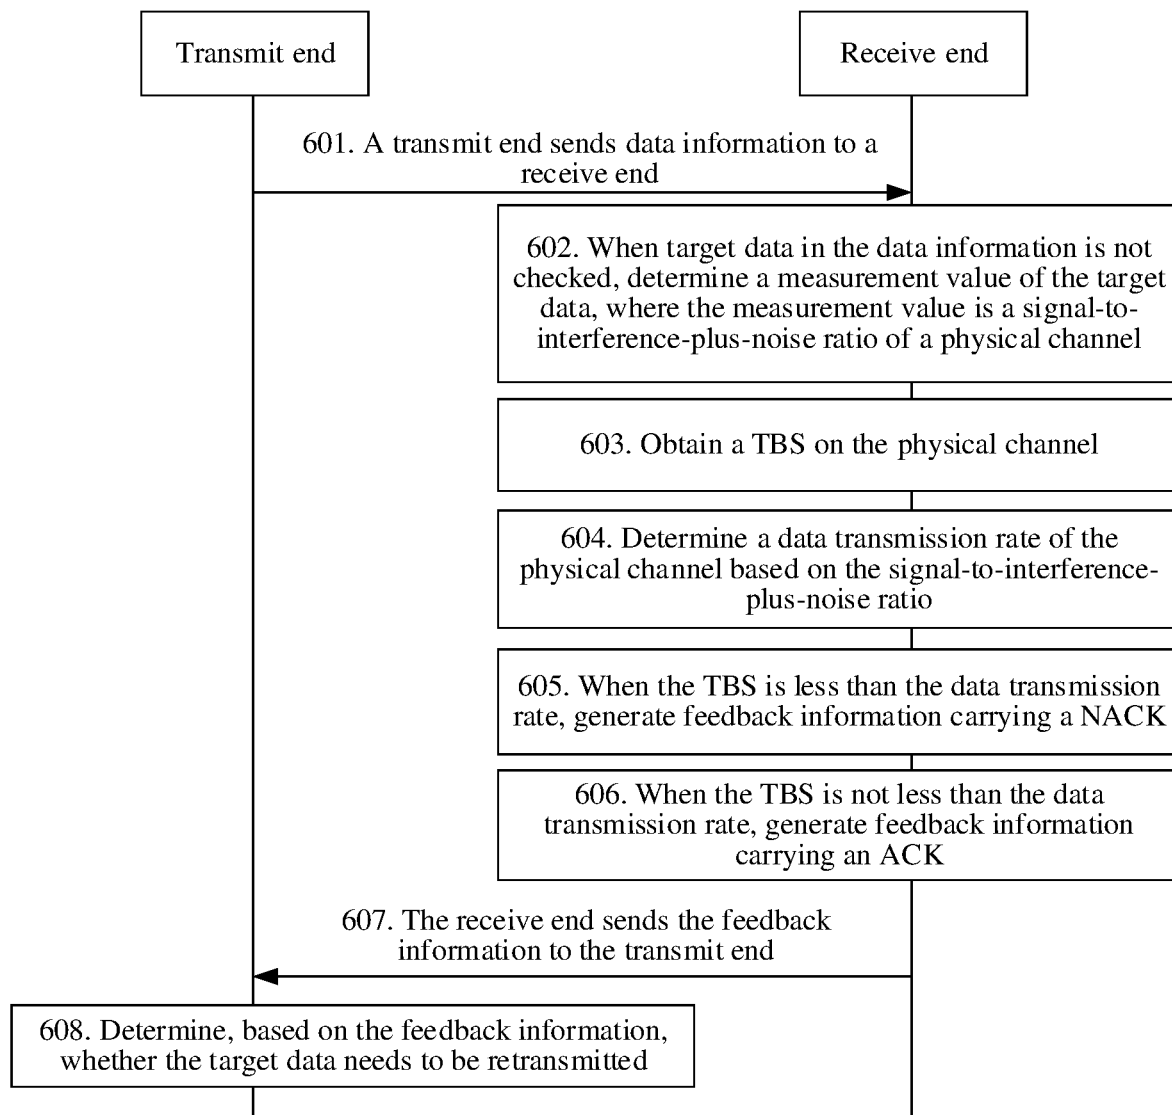 Transmit end
Receive end
601. A transmit end sends data information to a
receive end
602. When target data in the data information is not
checked, determine a measurement value of the target
data, where the measurement value is a signal-to-
interference-plus-noise ratio of a physical channel
603. Obtain a TBS on the physical channel
604. Determine a data transmission rate of the
physical channel based on the signal-to-interference-
plus-noise ratio
605. When the TBS is less than the data transmission
rate, generate feedback information carrying a NACK
606. When the TBS is not less than the data
transmission rate, generate feedback information
carrying an ACK
607. The receive end sends the feedback
information to the transmit end
608. Determine, based on the feedback information,
whether the target data needs to be retransmitted